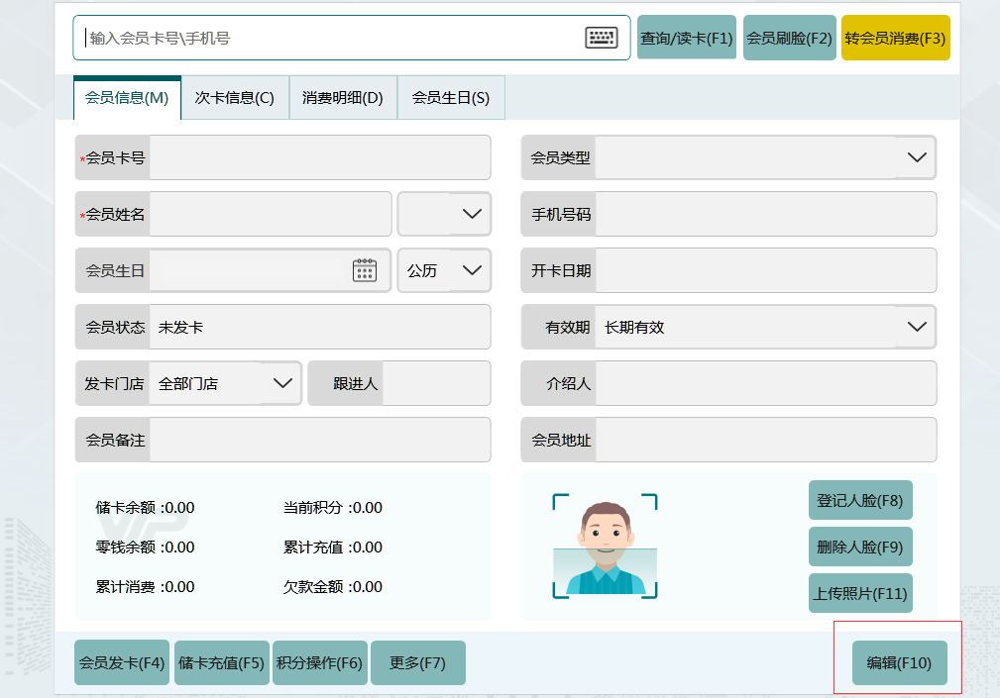 输入会员卡号\手机号 查询/读卡(F1) 会员刷脸(F2) 转会员消费(F3)
会员信息(M) 次卡信息(C) 消费明细(D) 会员生日(S)
*会员卡号 会员类型
*会员姓名 手机号码
会员生日 公历 开卡日期
会员状态 未发卡 有效期 长期有效
发卡门店 全部门店 跟进人 介绍人
会员备注 会员地址
储卡余额 :0.00 当前积分 :0.00 登记人脸(F8)
VIP
零钱余额 :0.00 累计充值 :0.00 删除人脸(F9)
累计消费 :0.00 欠款金额 :0.00 上传照片(F11)
会员发卡(F4) 储卡充值(F5) 积分操作(F6) 更多(F7) 编辑(F10)